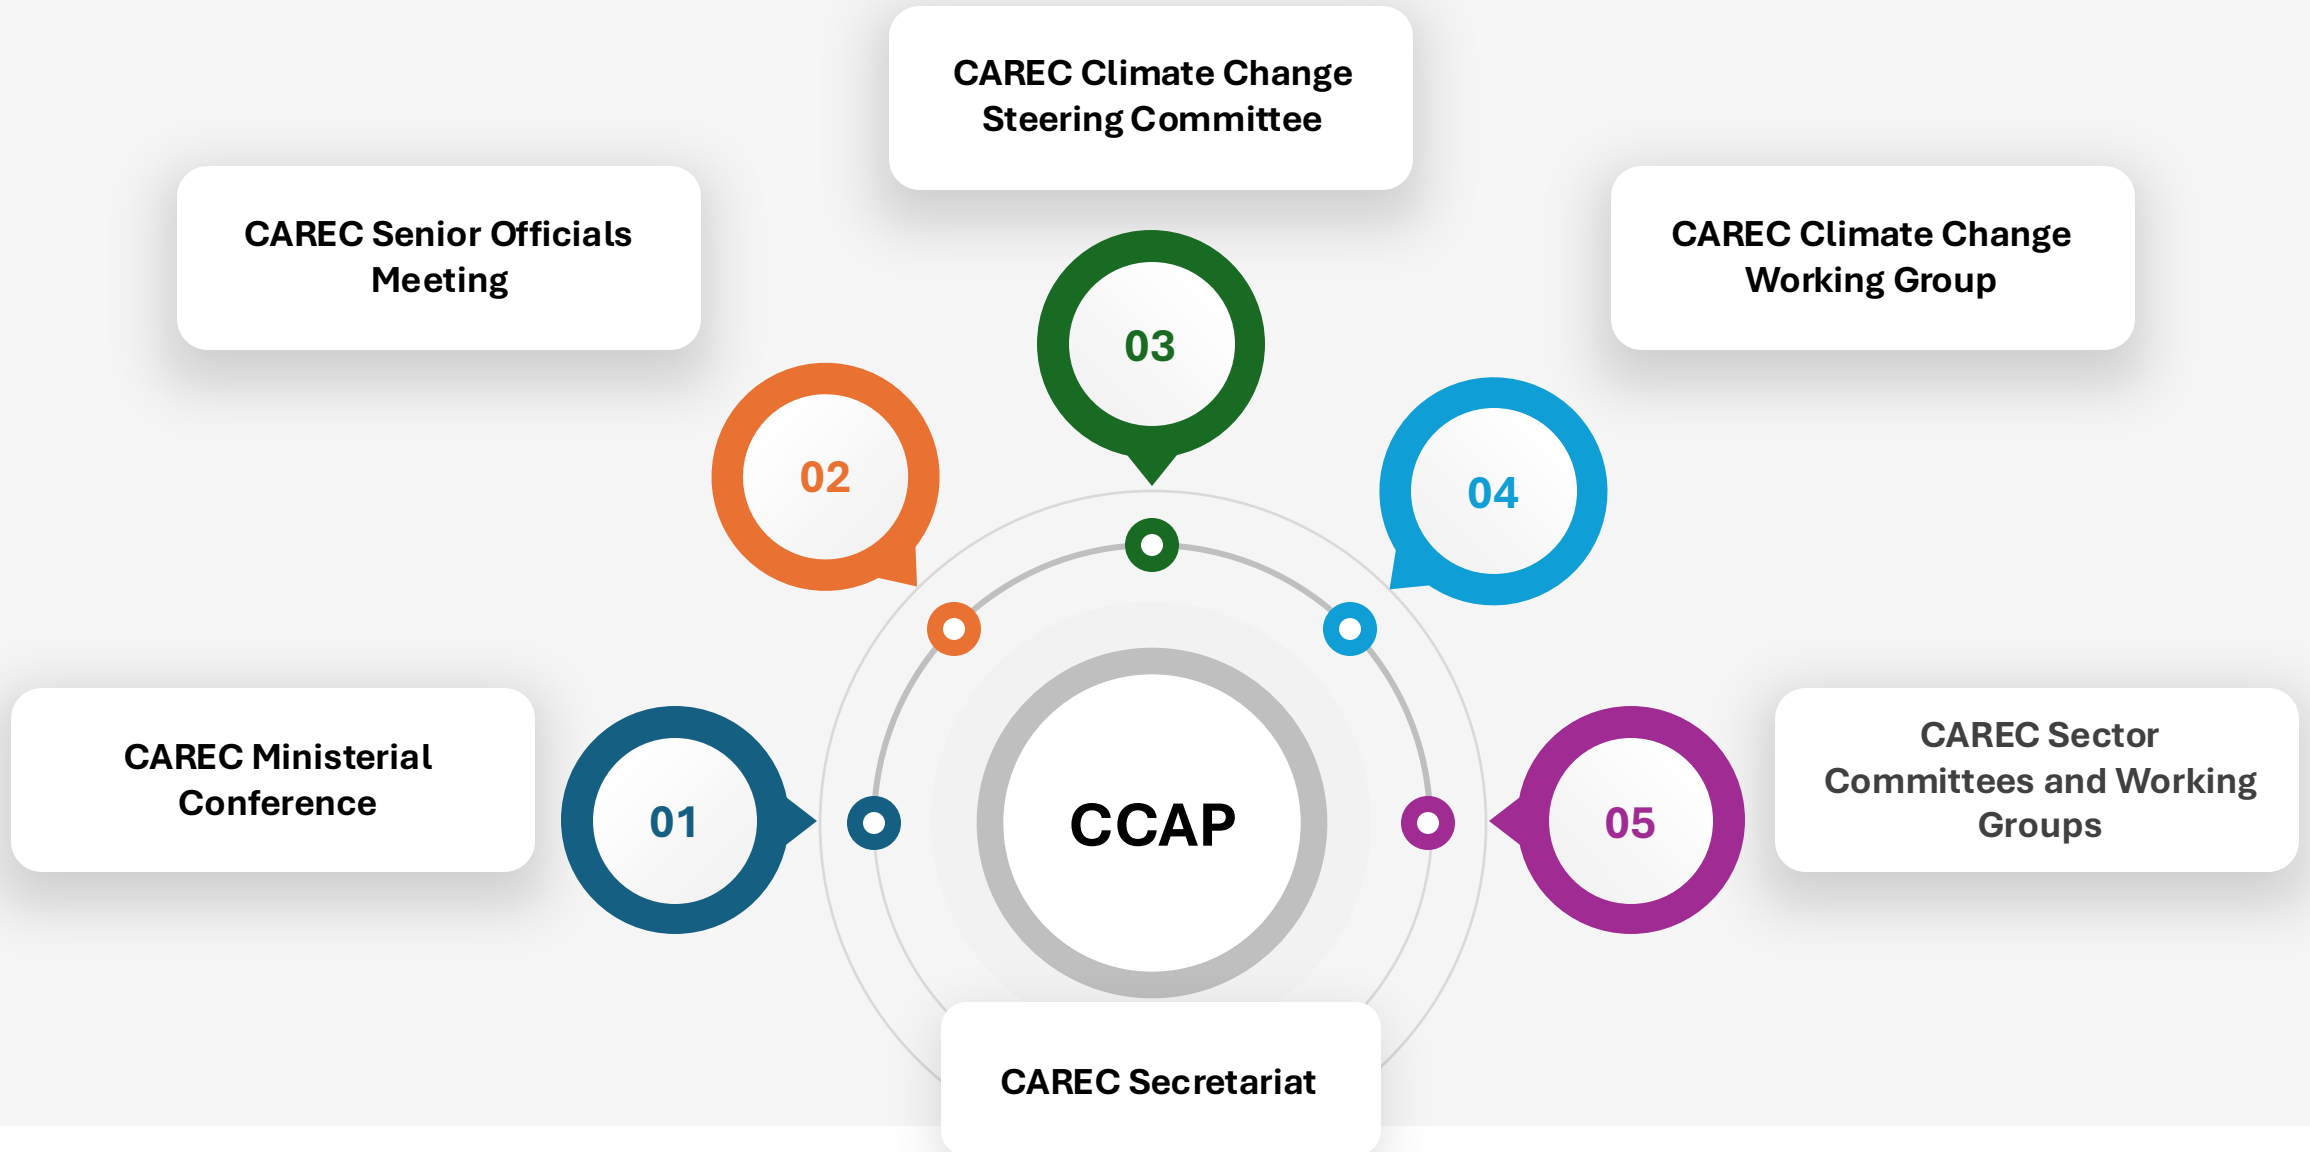 CAREC Climate Change
Steering Committee
CAREC Senior Officials
Meeting
CAREC Climate Change
Working Group
03
02
04
CAREC Ministerial
Conference
01
CCAP
05
CAREC Sector
Committees and Working
Groups
CAREC Secretariat